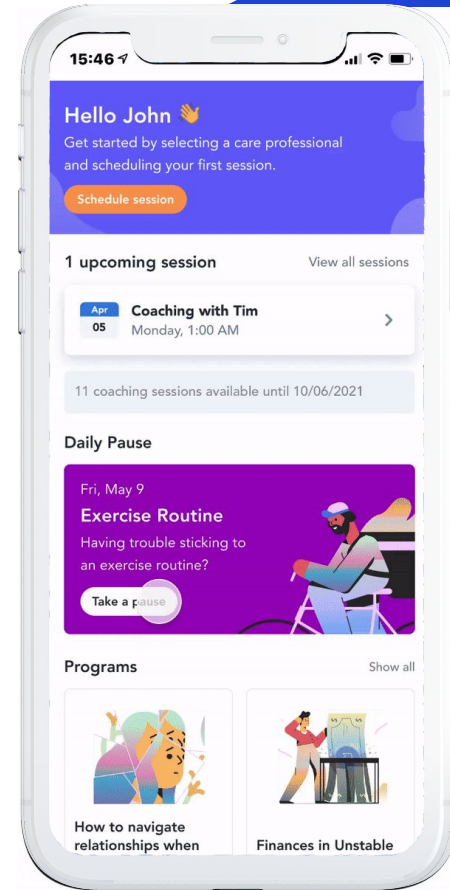 15:46
Hello John 👋
Get started by selecting a care professional
and scheduling your first session.
Schedule session
1 upcoming session
View all sessions
Apr
05
Coaching with Tim
Monday, 1:00 AM
11 coaching sessions available until 10/06/2021
Daily Pause
Fri, May 9
Exercise Routine
Having trouble sticking to
an exercise routine?
Take a pause
Programs
Show all
How to navigate
relationships when
Finances in Unstable